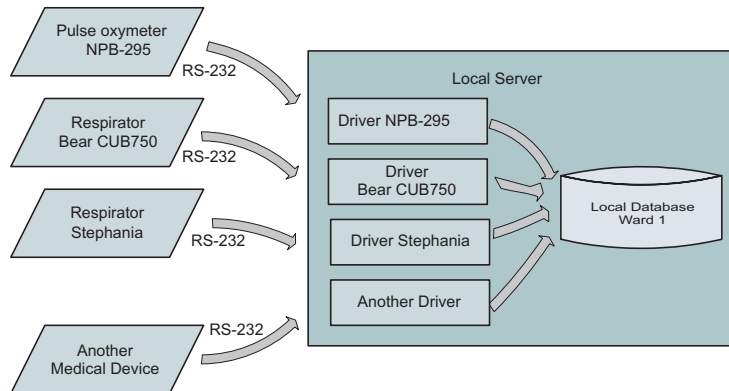 Pulse oxymeter
NPB-295
RS-232
Respirator
Bear CUB750
RS-232
Respirator
Stephania
RS-232
Another
Medical Device
RS-232
Local Server
Driver NPB-295
Driver
Bear CUB750
Driver Stephania
Another Driver
Local Database
Ward 1